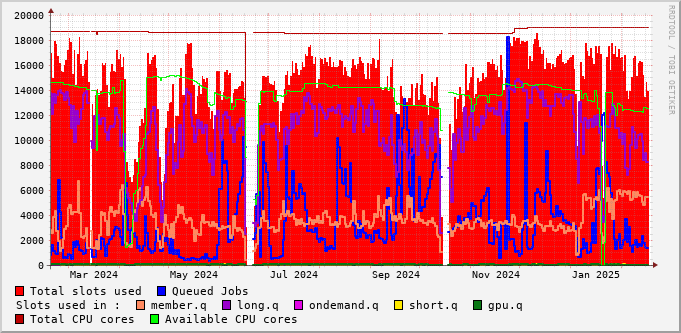 20000
18000
16000
14000
12000
10000
8000
6000
4000
2000
0
Mar 2024 May 2024 Jul 2024 Sep 2024 Nov 2024 Jan 2025
RRDTOOL / TOBI OETIKER
Total slots used Queued Jobs
Slots used in : member.q long.q ondemand.q short.q gpu.q
Total CPU cores Available CPU cores